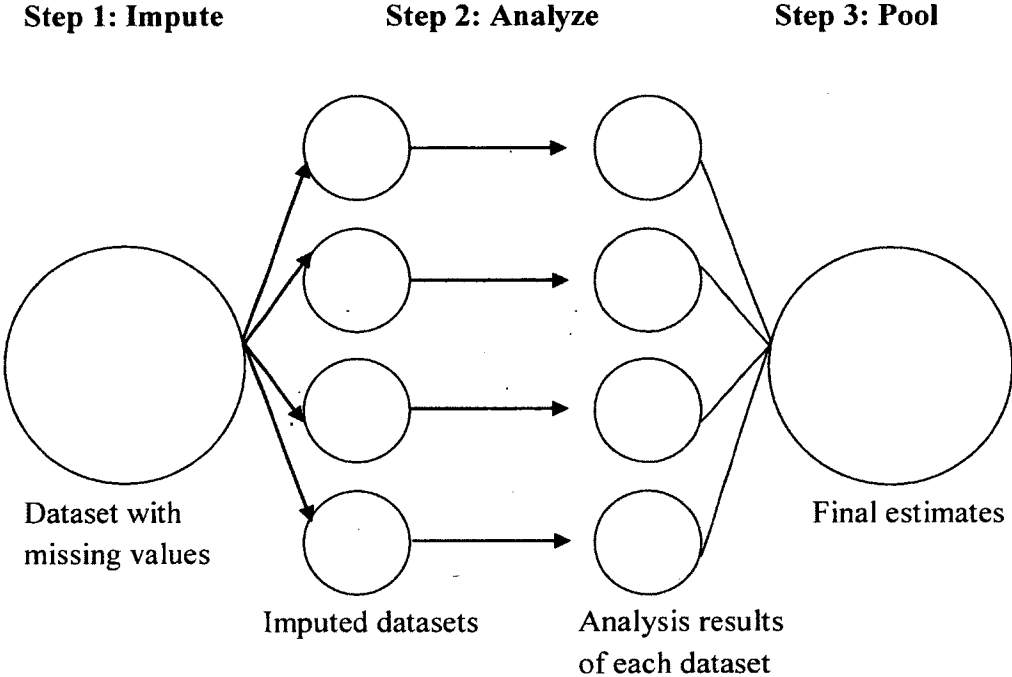 Step 1: Impute
Step 2: Analyze
Step 3: Pool
Dataset with
missing values
Imputed datasets
Analysis results
of each dataset
Final estimates